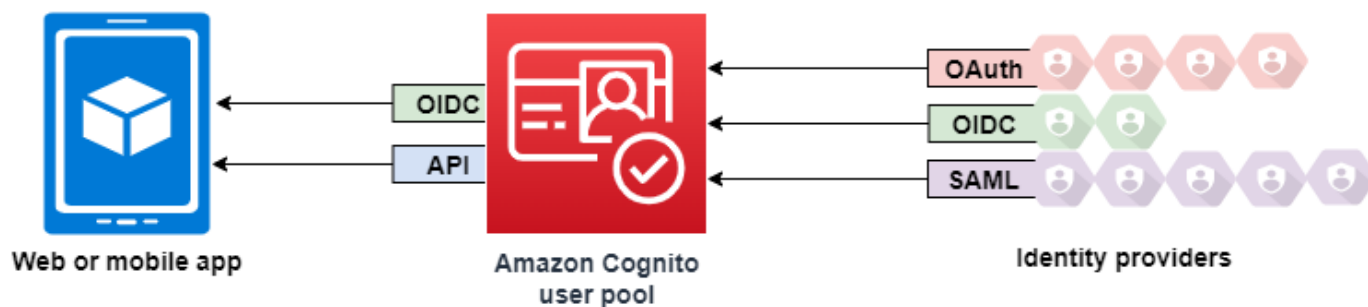 OAuth
OIDC
OIDC
API
SAML
Web or mobile app
Amazon Cognito
user pool
Identity providers